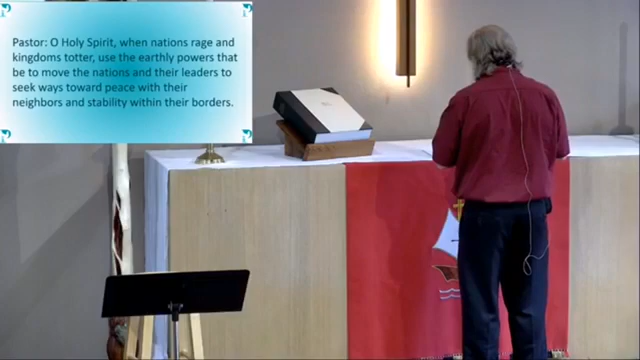 Pastor: O Holy Spirit, when nations rage and
kingdoms totter, use the earthly powers that
be to move the nations and their leaders to
seek ways toward peace with their
neighbors and stability within their borders.